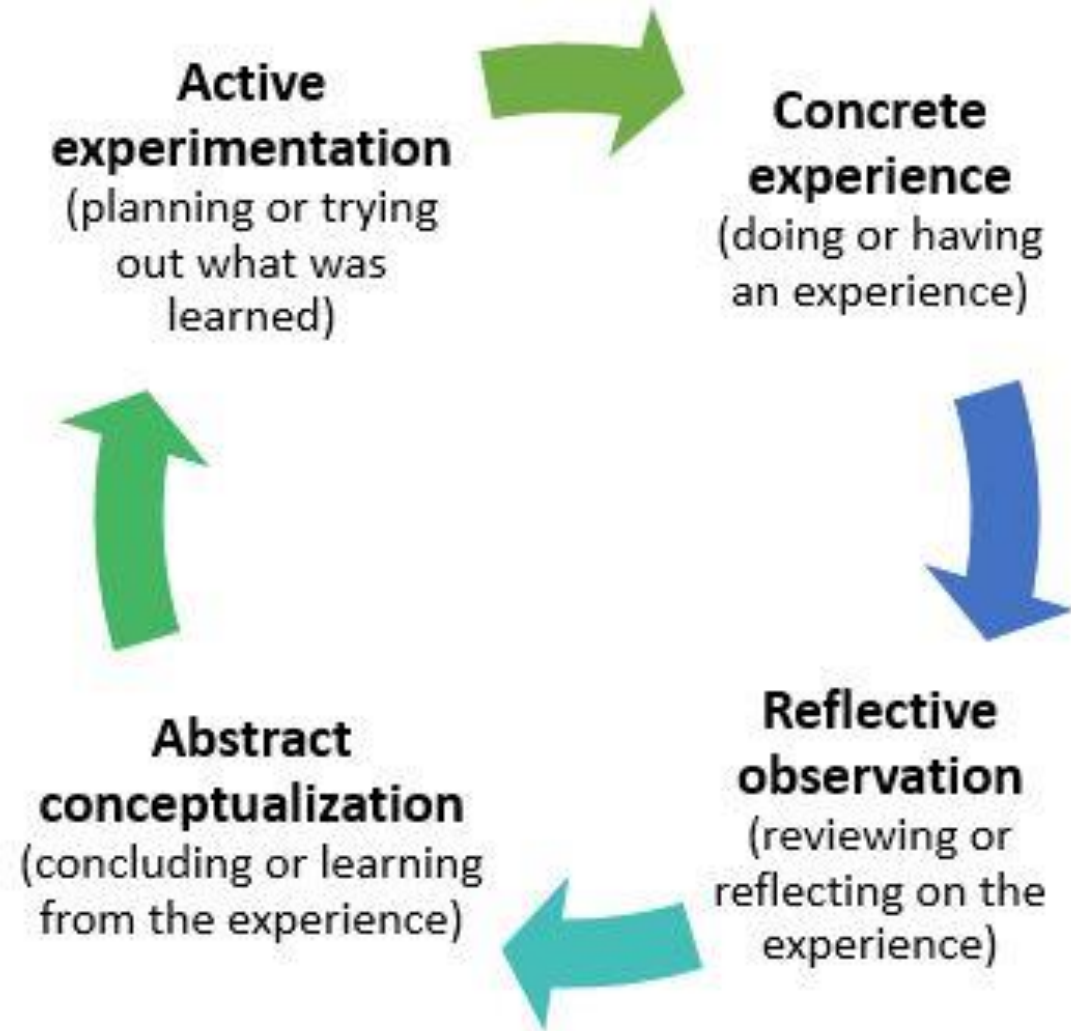 Active
experimentation
(planning or trying
out what was
learned)
Concrete
experience
(doing or having
an experience)
Reflective
observation
(reviewing or
reflecting on the
experience)
Abstract
conceptualization
(concluding or learning
from the experience)